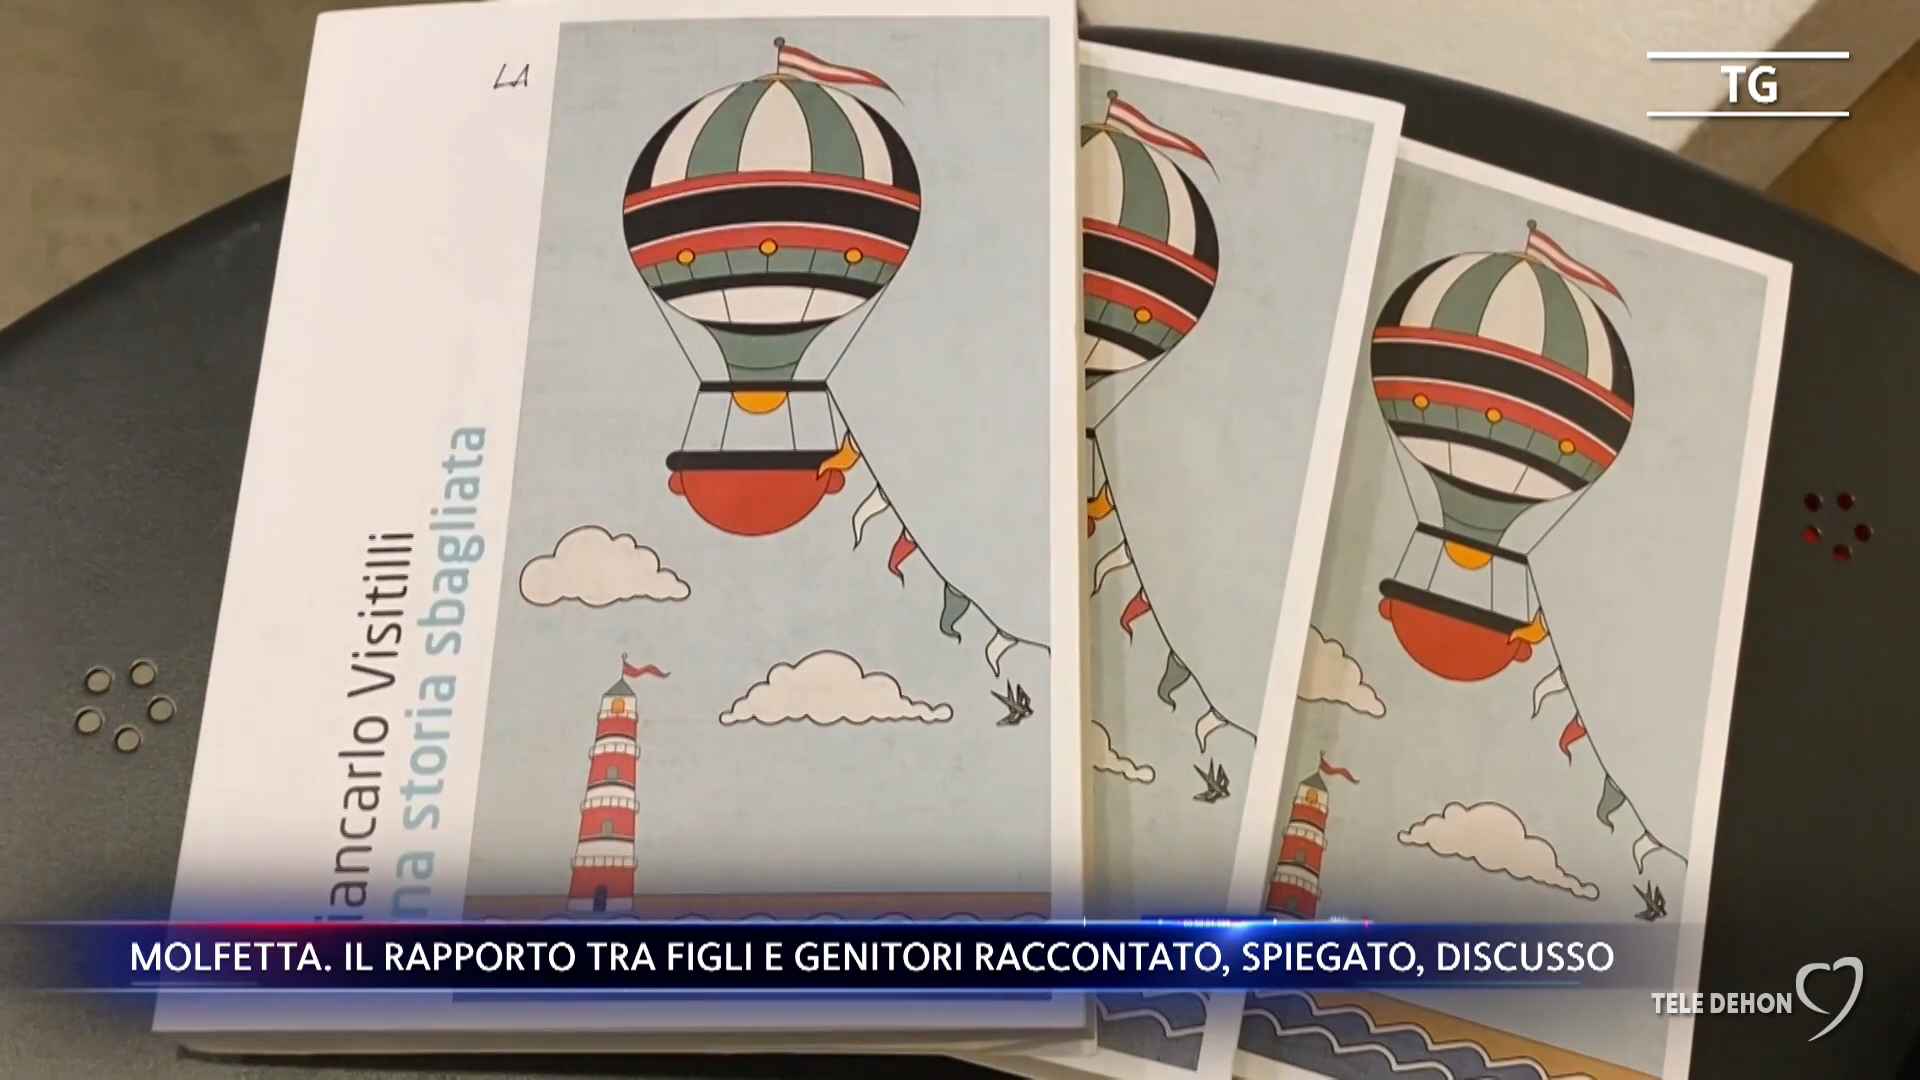 TG
LA
iancarlo Visitilli
na storia sbagliata
MOLFETTA. IL RAPPORTO TRA FIGLI E GENITORI RACCONTATO, SPIEGATO, DISCUSSO
TELE DEHON